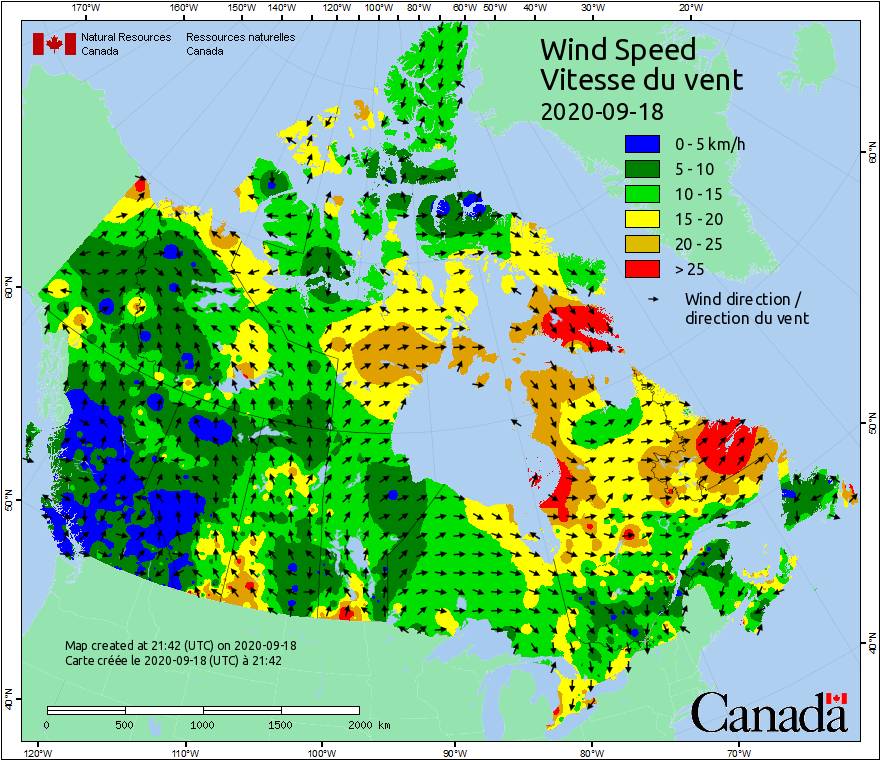 170°W 160°W 150°W 140°W 130°W 120°W 110°W 100°W 90°W 80°W 70°W 60°W 50°W 40°W 30°W 20°W
Natural Resources Canada
Ressources naturelles Canada
Wind Speed
Vitesse du vent
2020-09-18
0 - 5 km/h
5 - 10
10 - 15
15 - 20
20 - 25
> 25
Wind direction /
direction du vent
60°N
60°N
50°N
50°N
40°N
40°N
Map created at 21:42 (UTC) on 2020-09-18
Carte créée le 2020-09-18 (UTC) à 21:42
0 500 1000 1500 2000 km
Canada
120°W 110°W 100°W 90°W 80°W 70°W